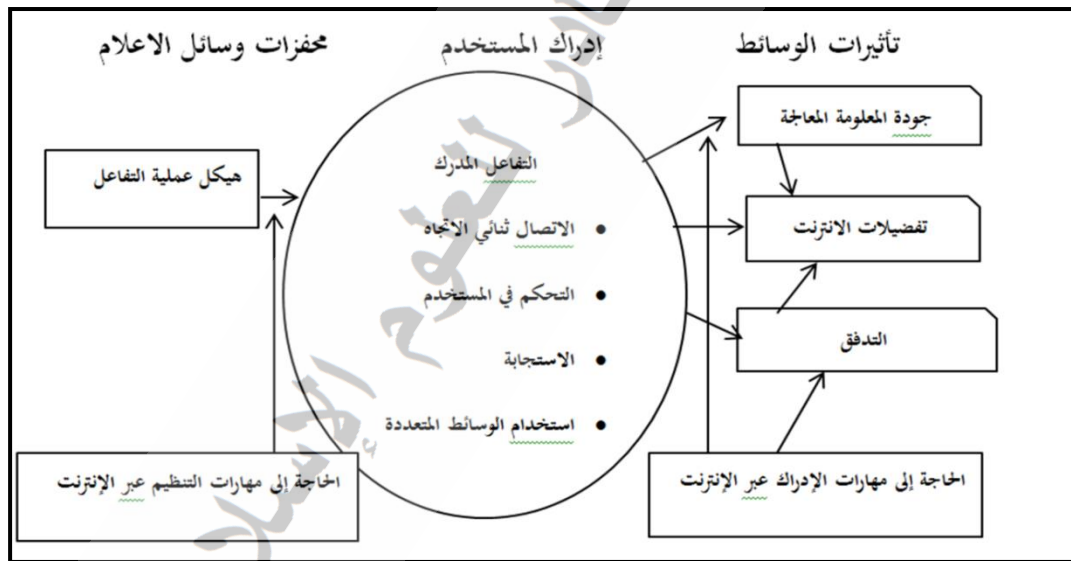 تأثيرات الوسائط
إدراك المستخدم
محفزات وسائل الاعلام
جودة المعلومة المعالجة
التفاعل المدرك
هيكل عملية التفاعل
الاتصال ثنائي الاتجاه
تفضيلات الانترنت
التحكم في المستخدم
التدفق
الاستجابة
استخدام الوسائط المتعددة
الحاجة إلى مهارات الإدراك عبر الإنترنت
الحاجة إلى مهارات التنظيم عبر الإنترنت
لعلوم الإسلا